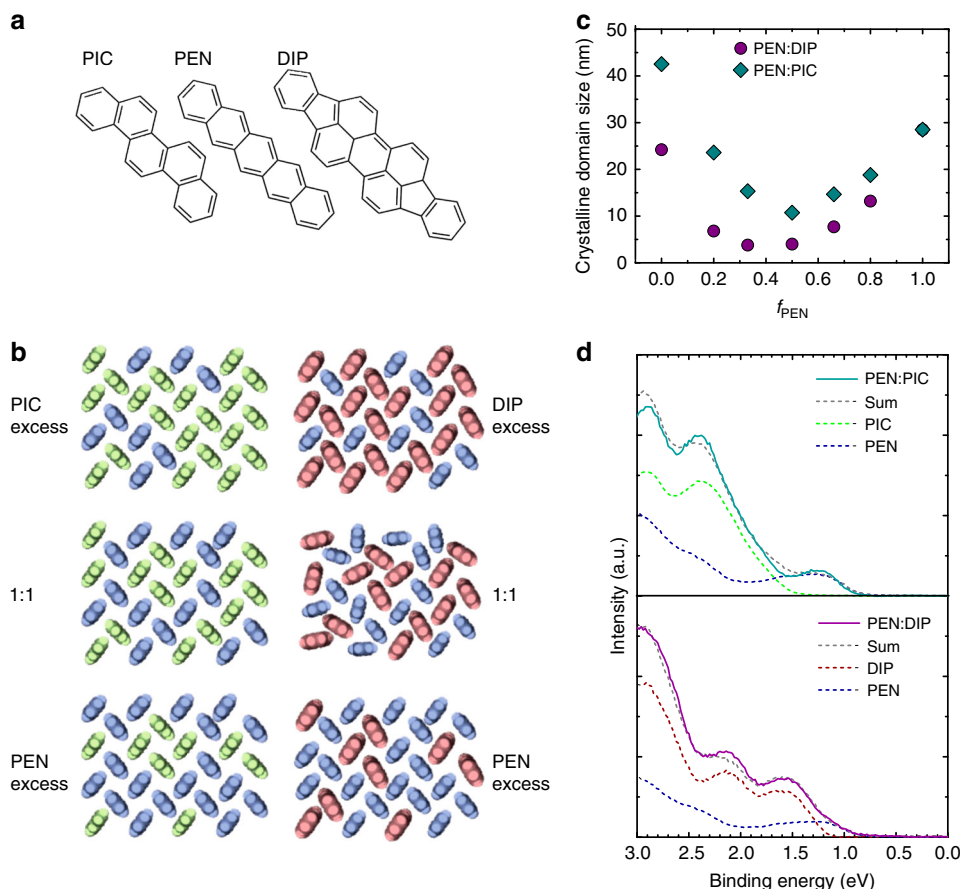 a
PIC PEN DIP
b
PIC
excess
DIP
excess
1:1
1:1
PEN
excess
PEN
excess
c
PEN:DIP
PEN:PIC
Crystalline domain size (nm)
50
40
30
20
10
0
0.0 0.2 0.4 0.6 0.8 1.0
fPEN
d
PEN:PIC
Sum
PIC
PEN
Intensity (a.u.)
PEN:DIP
Sum
DIP
PEN
3.0 2.5 2.0 1.5 1.0 0.5 0.0
Binding energy (eV)